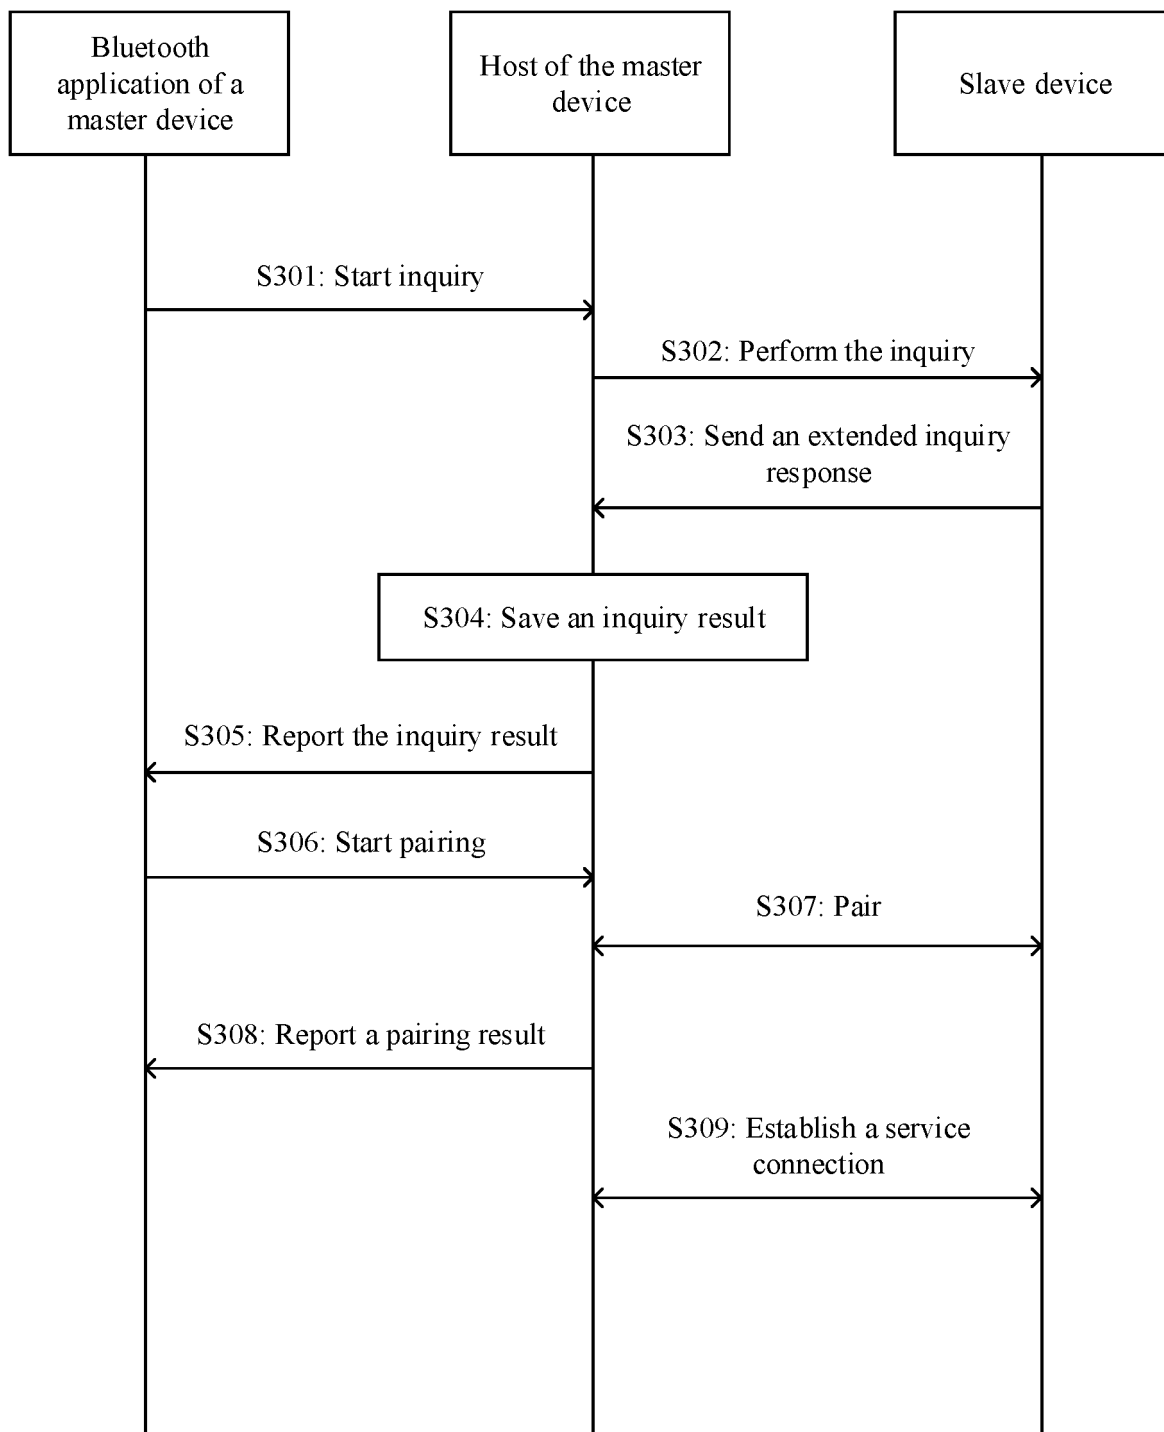 Bluetooth
application of a
master device
Host of the master
device
Slave device
S301: Start inquiry
S302: Perform the inquiry
S303: Send an extended inquiry
response
S304: Save an inquiry result
S305: Report the inquiry result
S306: Start pairing
S307: Pair
S308: Report a pairing result
S309: Establish a service
connection